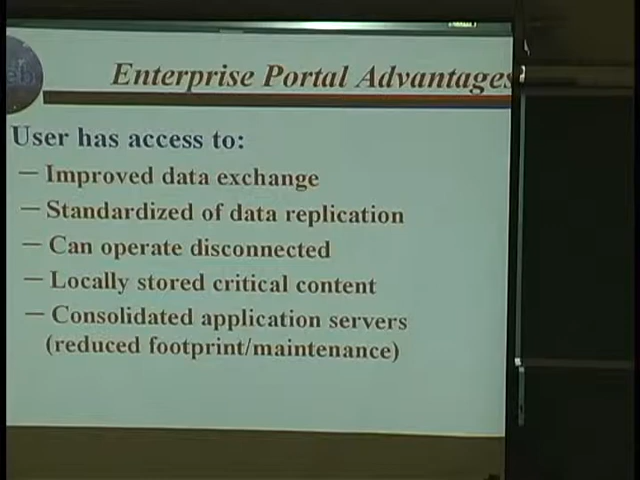 eb
Enterprise Portal Advantages
User has access to:
— Improved data exchange
— Standardized of data replication
— Can operate disconnected
— Locally stored critical content
— Consolidated application servers
(reduced footprint/maintenance)